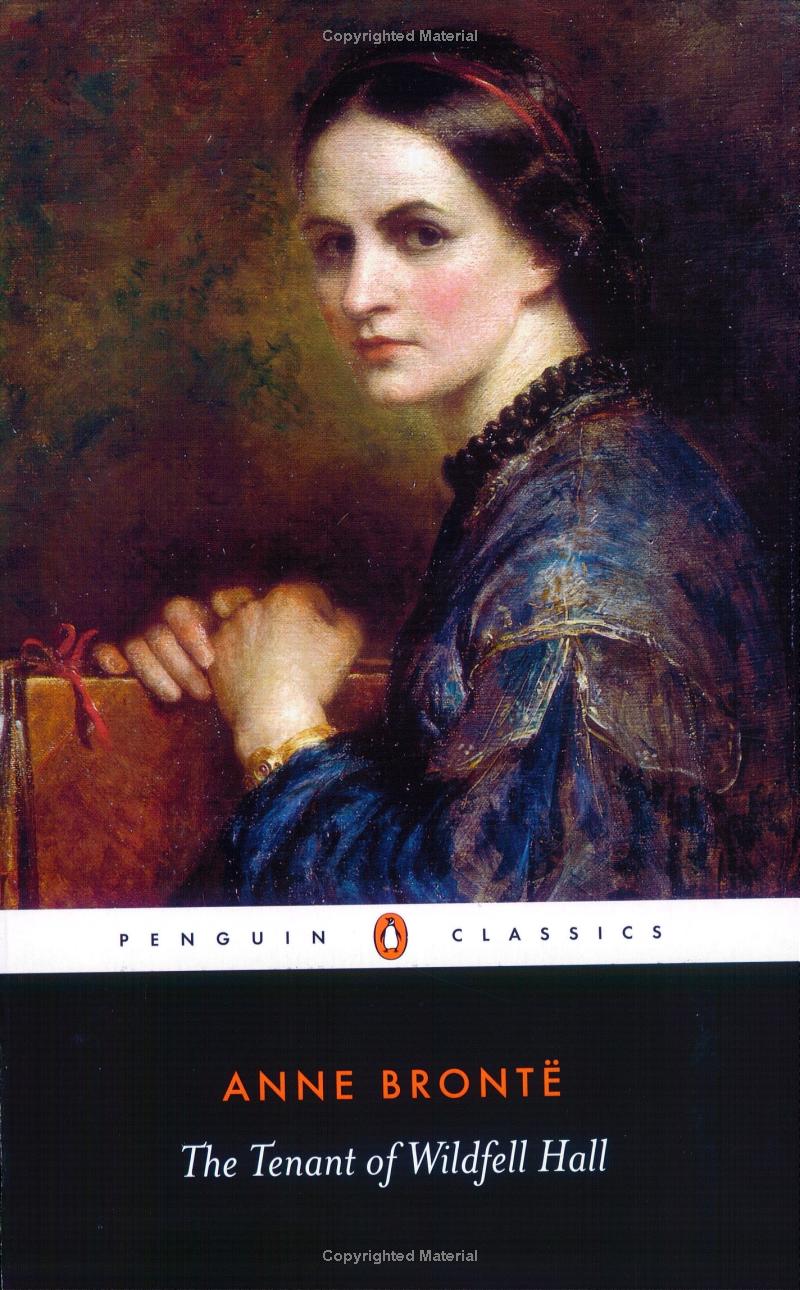 Copyrighted Material
PENGUIN CLASSICS
ANNE BRONTË
The Tenant of Wildfell Hall
Copyrighted Material